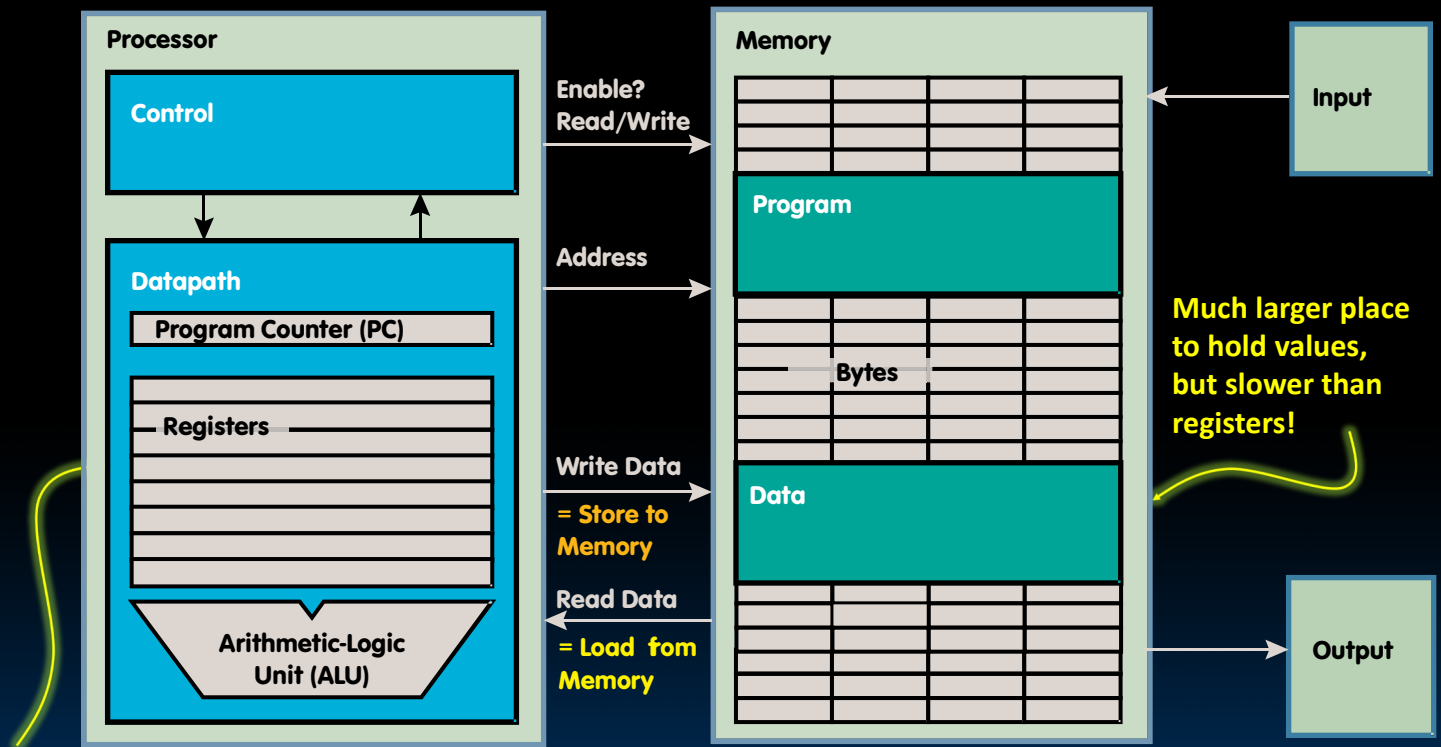 Processor
Control
Datapath
Program Counter (PC)
Registers
Arithmetic-Logic
Unit (ALU)
Enable?
Read/Write
Address
Write Data
= Store to
Memory
Read Data
= Load fom
Memory
Memory
Program
Bytes
Data
Input
Much larger place
to hold values,
but slower than
registers!
Output